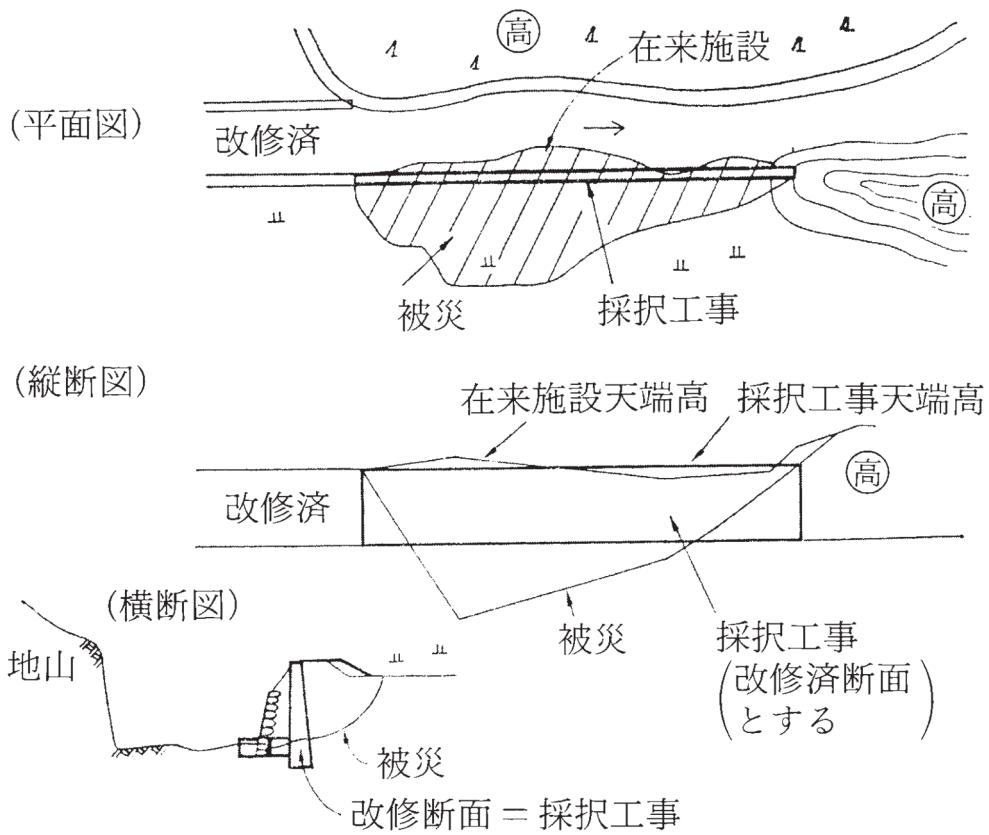 高
在来施設
(平面図)
改修済
高
被災
採択工事
(縦断図)
在来施設天端高
採択工事天端高
高
改修済
(横断図)
被災
採択工事
(改修済断面
とする)
地山
被災
改修断面=採択工事